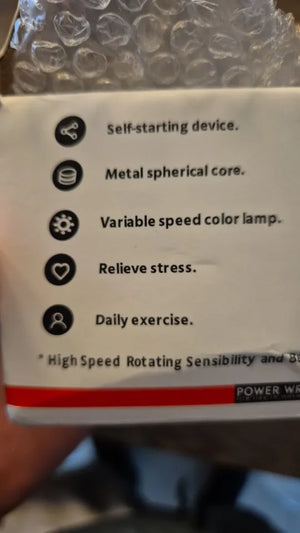 Self-starting device.
Metal spherical core.
Variable speed color lamp.
Relieve stress.
Daily exercise.
* High Speed Rotating Sensibility and
POWER